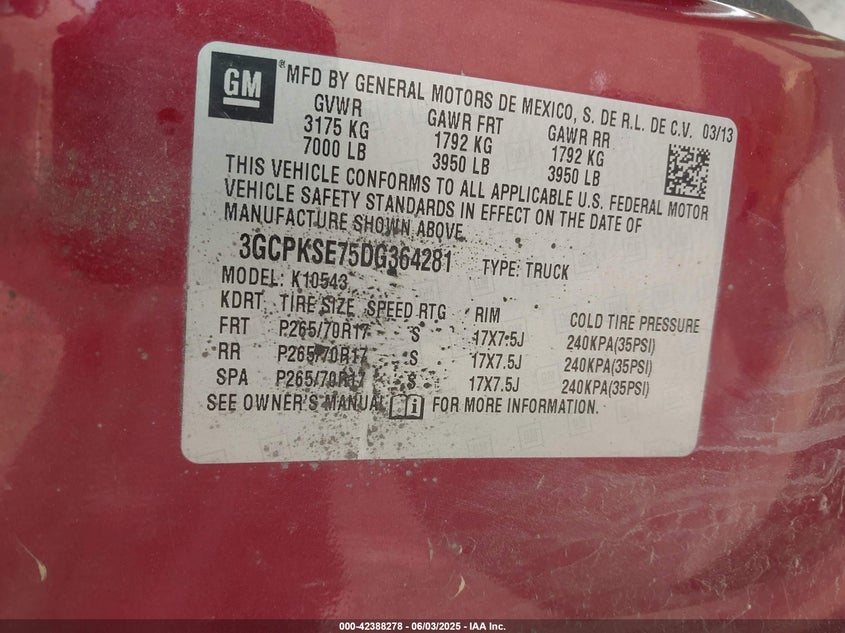 GM
®MFD BY GENERAL MOTORS DE MEXICO, S. DE R.L. DE C.V. 03/13
GVWR GAWR FRT GAWR RR
3175 KG 1792 KG 1792 KG
7000 LB 3950 LB 3950 LB
THIS VEHICLE CONFORMS TO ALL APPLICABLE U.S. FEDERAL MOTOR
VEHICLE SAFETY STANDARDS IN EFFECT ON THE DATE OF
MANUFACTURE SHOWN ABOVE.
3GCPKSE75DG364281 TYPE: TRUCK
MODEL: K10543
KDRT TIRE SIZE SPEED RTG RIM COLD TIRE PRESSURE
FRT P265/70R17 S 17X7.5J 240KPA(35PSI)
RR P265/70R17 S 17X7.5J 240KPA(35PSI)
SPA P265/70R17 S 17X7.5J 240KPA(35PSI)
SEE OWNER'S MANUAL FOR MORE INFORMATION.
000-42388278 - 06/03/2025 - IAA Inc.